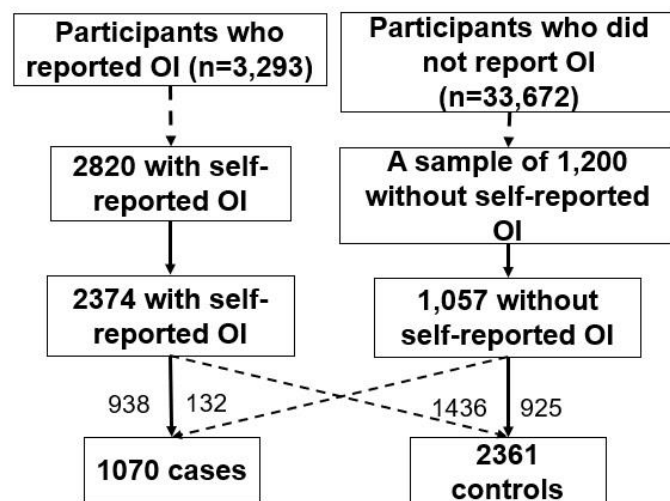 Participants who
reported OI (n=3,293)
Participants who did
not report OI
(n=33,672)
2820 with self-
reported OI
A sample of 1,200
without self-reported
OI
2374 with self-
reported OI
1,057 without
self-reported OI
938
132
1436
925
1070 cases
2361
controls